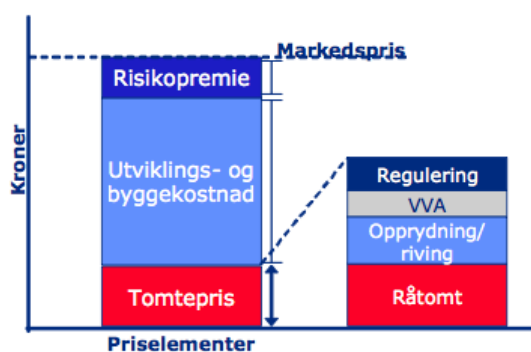 Markedspris
Risikopremie
Utviklings- og
byggekostnad
Tomtepris
Kroner
Regulering
VVA
Opprydning/
riving
Råtomt
Priselementer